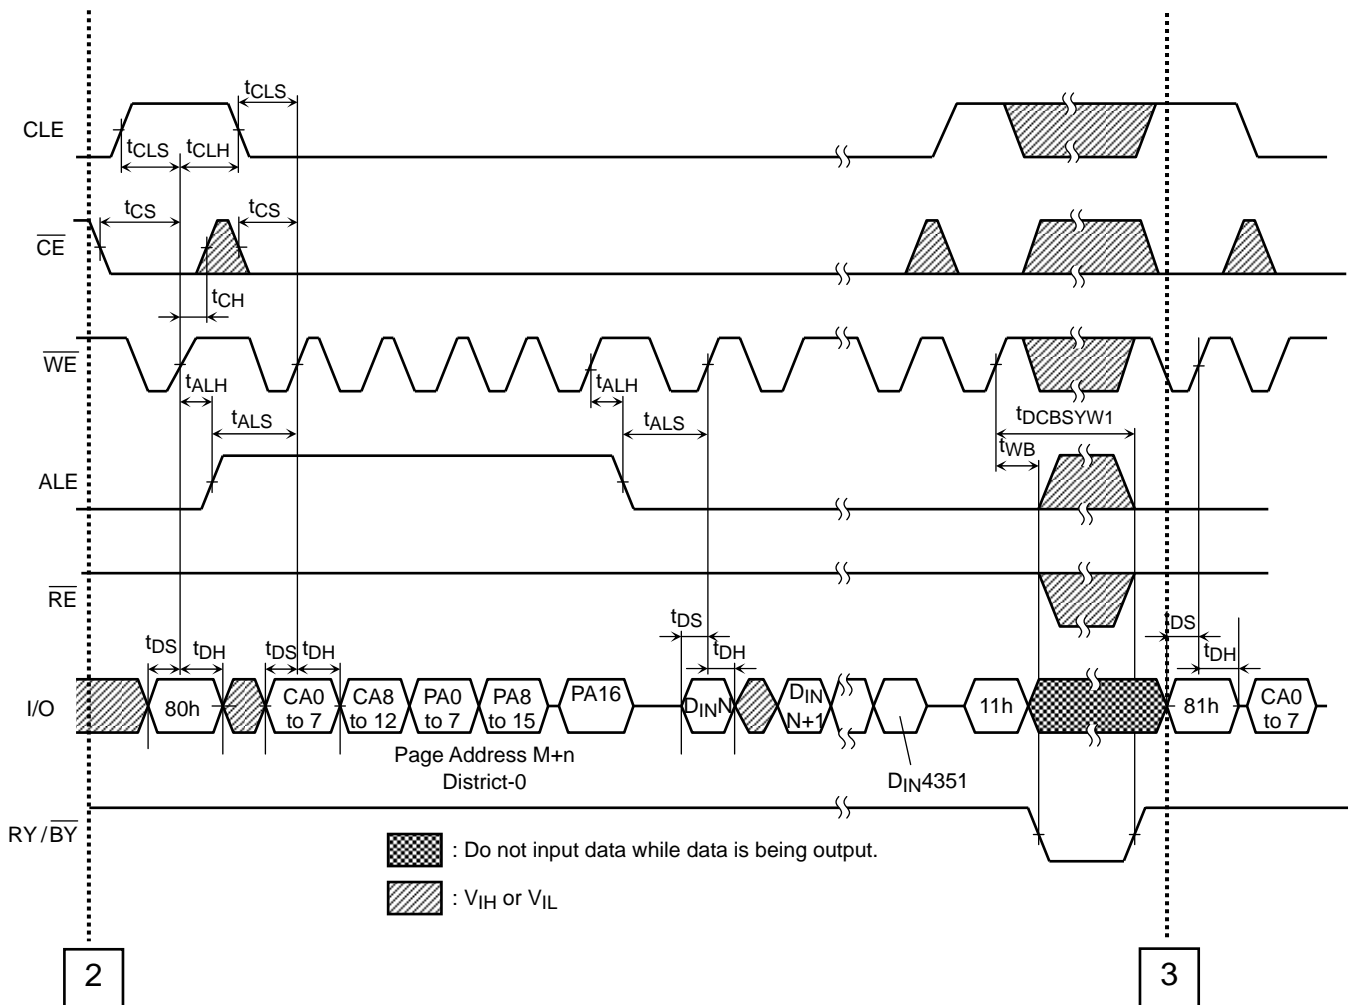 tCLS
CLE
tCLS tCLH
tCS tCS
CE
tCH
WE
tALH tALH
tALS tALS
tDCBSYW1
tWB
ALE
RE
tDS tDH tDS tDH tDS tDH tDS tDH
I/O
80h
CA0 to 7
CA8 to 12
PA0 to 7
PA8 to 15
PA16
DINN
DIN N+1
11h
81h
CA0 to 7
Page Address M+n
District-0
DIN4351
RY/BY
: Do not input data while data is being output.
: VIH or VIL
2
3